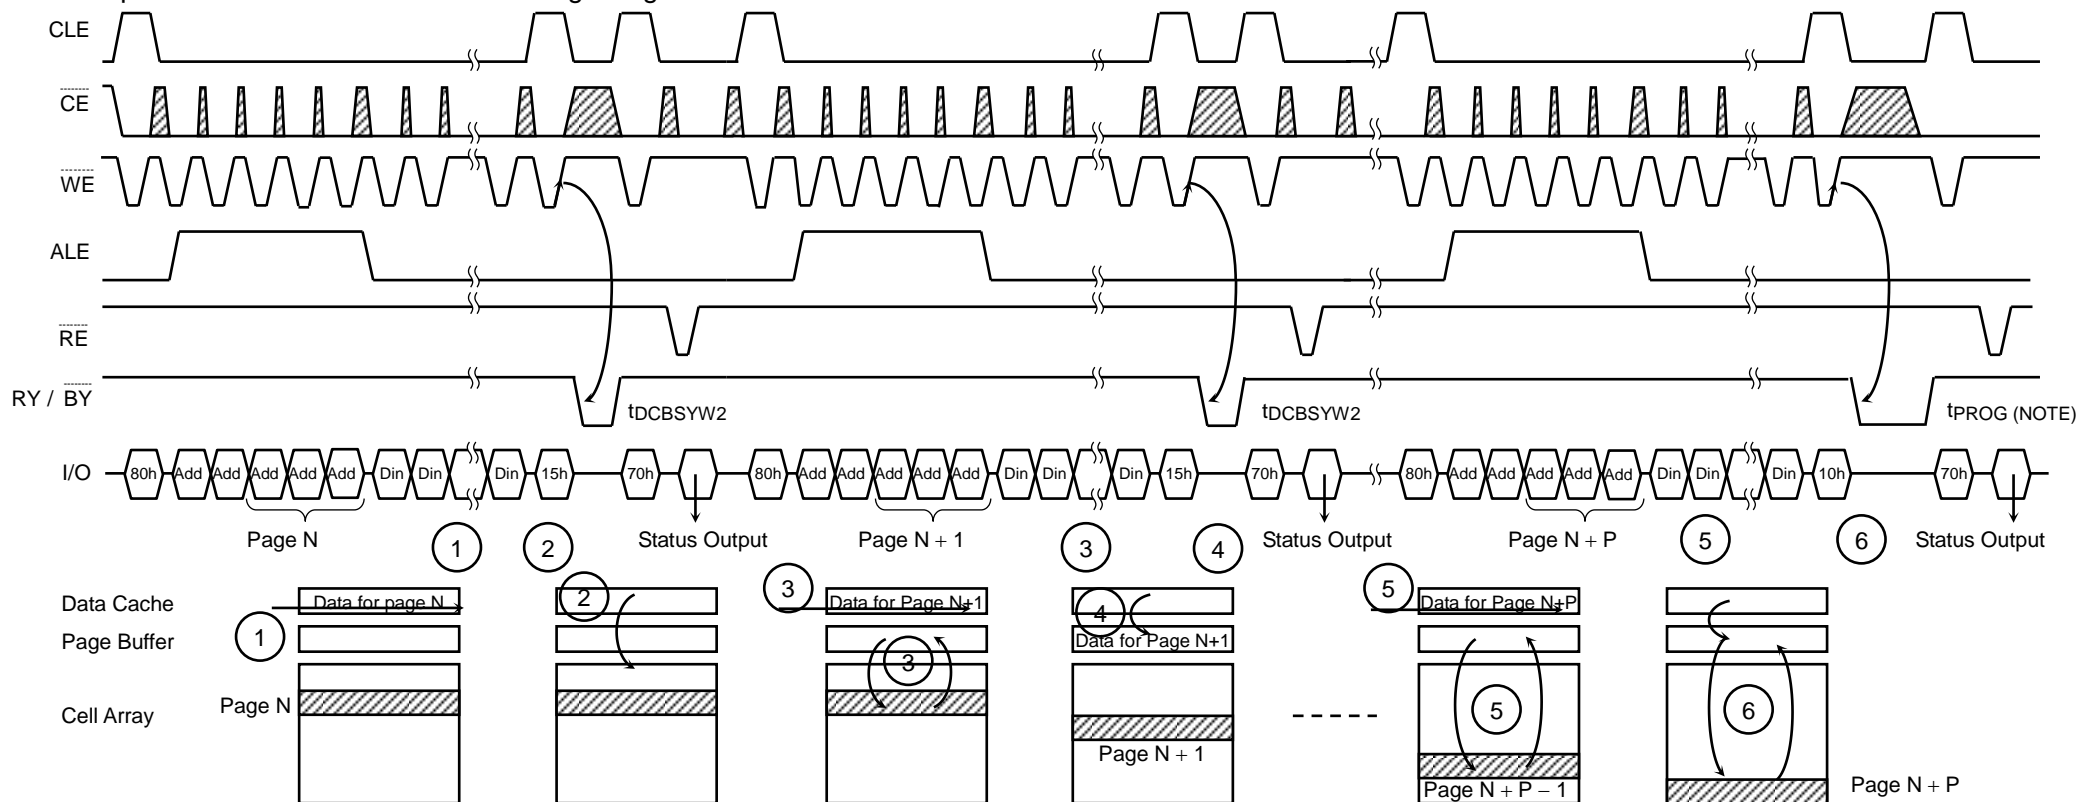 CLE
CE
WE
ALE
RE
RY / BY
tDCBSYW2 tDCBSYW2 tPROG (NOTE)
I/O 80h Add Add Add Add Add Din Din Din 15h 70h 80h Add Add Add Add Add Din Din Din 15h 70h 80h Add Add Add Add Add Din Din Din 10h 70h
Page N 1 2 Status Output Page N + 1 3 4 Status Output Page N + P 5 6 Status Output
Data Cache Data for page N 2 3 Data for Page N+1 4 5 Data for Page N+P
Page Buffer 1 3 Data for Page N+1
Cell Array Page N 5 6
Page N + 1
Page N + P − 1 Page N + P